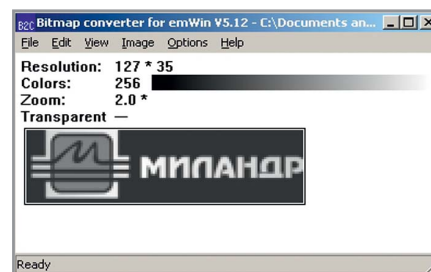 B2C Bitmap converter for emWin V5.12 - C:\Documents an...
File Edit View Image Options Help
Resolution: 127 * 35
Colors: 256
Zoom: 2.0 *
Transparent —
МИЛАНДР
Ready